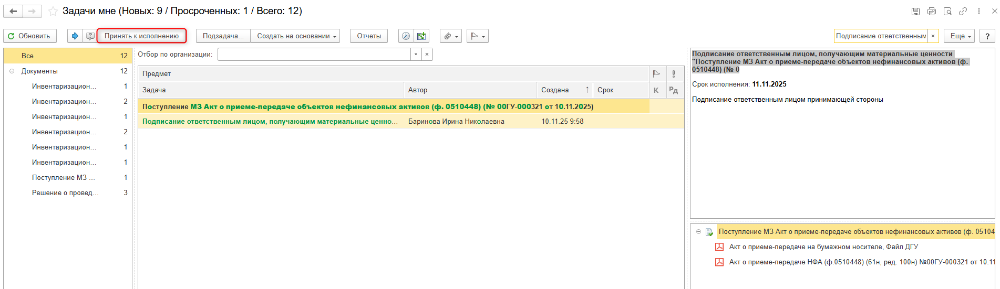 Задачи мне (Новых: 9 / Просроченных: 1 / Всего: 12)
Обновить
Принять к исполнению
Подзадача...
Создать на основании
Отчеты
Подписание ответственным
×
Еще
?
Все 12
Документы 12
Инвентаризацион... 1
Инвентаризацион... 2
Инвентаризацион... 1
Инвентаризацион... 2
Инвентаризацион... 1
Инвентаризацион... 1
Поступление МЗ ... 1
Решение о провед... 3
Отбор по организации:
Предмет
Задача Автор Создана ↑ Срок К Рд
Поступление МЗ Акт о приеме-передаче объектов нефинансовых активов (ф. 0510448) (№ 00ГУ-000321 от 10.11.2025)
Подписание ответственным лицом, получающим материальные ценно... Баринова Ирина Николаевна 10.11.25 9:58
Подписание ответственным лицом, получающим материальные ценности
"Поступление МЗ Акт о приеме-передаче объектов нефинансовых активов (ф.
0510448) (№ 0
Срок исполнения: 11.11.2025
Подписание ответственным лицом принимающей стороны
Поступление МЗ Акт о приеме-передаче объектов нефинансовых активов (ф. 05104
Акт о приеме-передаче на бумажном носителе, Файл ДГУ
Акт о приеме-передаче НФА (ф.0510448) (61н, ред. 100н) №00ГУ-000321 от 10.11